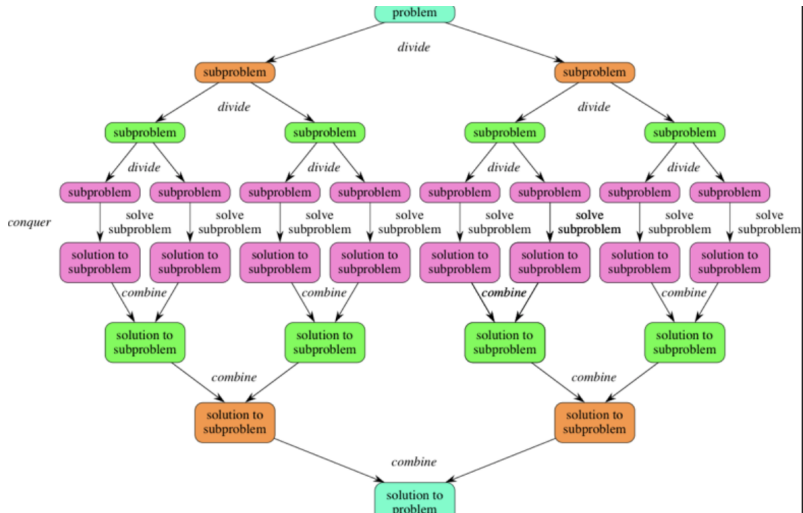 problem
divide
subproblem subproblem
divide divide
subproblem subproblem subproblem subproblem
divide divide divide divide
subproblem subproblem subproblem subproblem subproblem subproblem subproblem subproblem
conquer
solve solve solve solve solve solve solve solve
subproblem subproblem subproblem subproblem subproblem subproblem subproblem subproblem
solution to solution to solution to solution to solution to solution to solution to solution to
subproblem subproblem subproblem subproblem subproblem subproblem subproblem subproblem
combine combine combine combine
solution to solution to solution to solution to
subproblem subproblem subproblem subproblem
combine combine
solution to solution to
subproblem subproblem
combine
solution to
problem